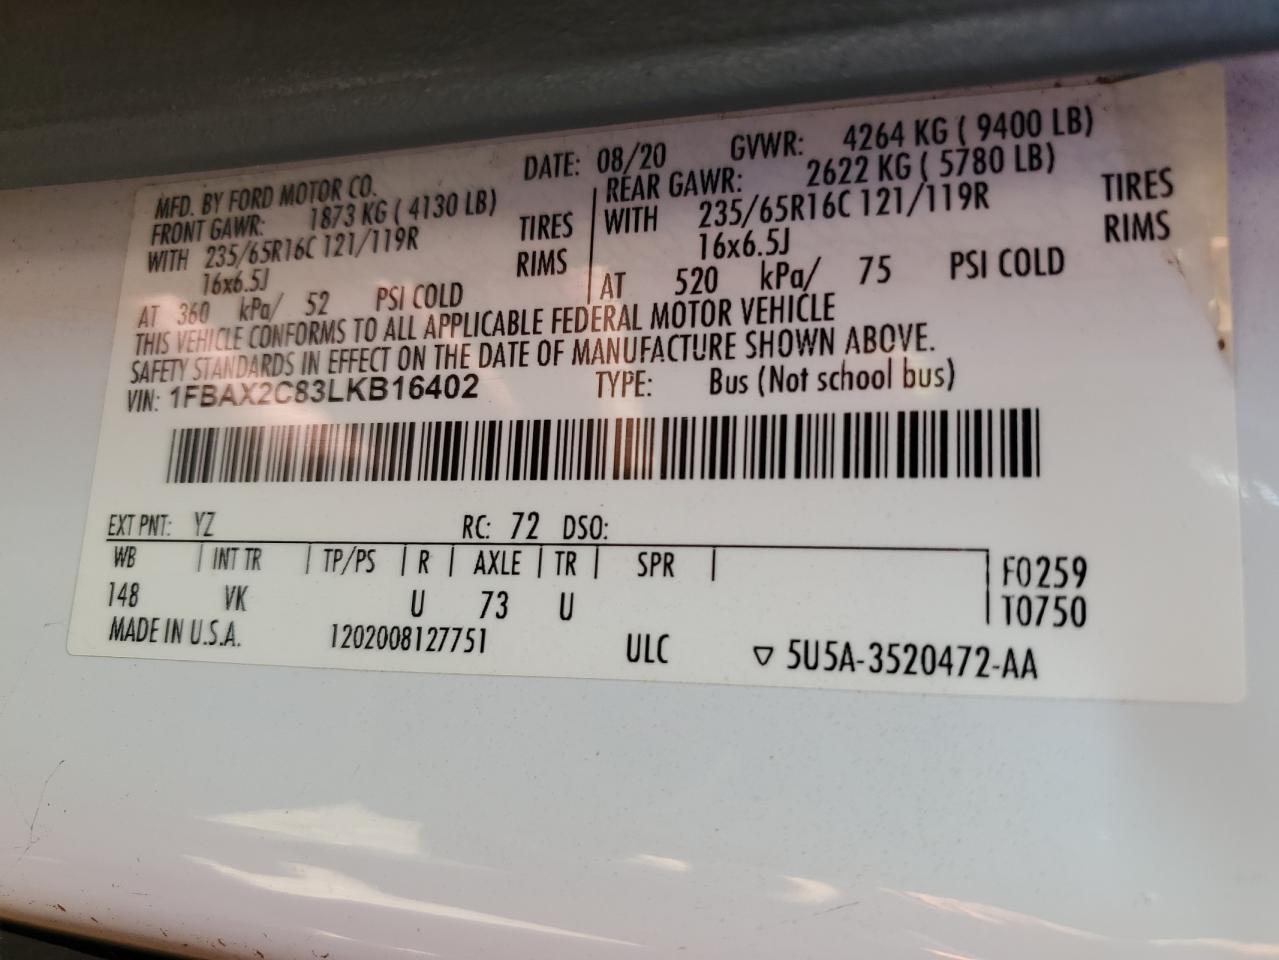 MFD. BY FORD MOTOR CO. DATE: 08/20 GVWR: 4264 KG ( 9400 LB)
FRONT GAWR: 1873 KG ( 4130 LB) REAR GAWR: 2622 KG ( 5780 LB)
WITH 235/65R16C 121/119R TIRES WITH 235/65R16C 121/119R TIRES
16x6.5J RIMS 16x6.5J RIMS
AT 360 kPa/ 52 PSI COLD AT 520 kPa/ 75 PSI COLD
THIS VEHICLE CONFORMS TO ALL APPLICABLE FEDERAL MOTOR VEHICLE
SAFETY STANDARDS IN EFFECT ON THE DATE OF MANUFACTURE SHOWN ABOVE.
VIN: 1FBAX2C83LKB16402 TYPE: Bus (Not school bus)
EXT PNT: YZ RC: 72 DSO:
WB INT TR TP/PS R AXLE TR SPR F0259
148 VK U 73 U T0750
MADE IN U.S.A. 1202008127751 ULC ▽ 5U5A-3520472-AA